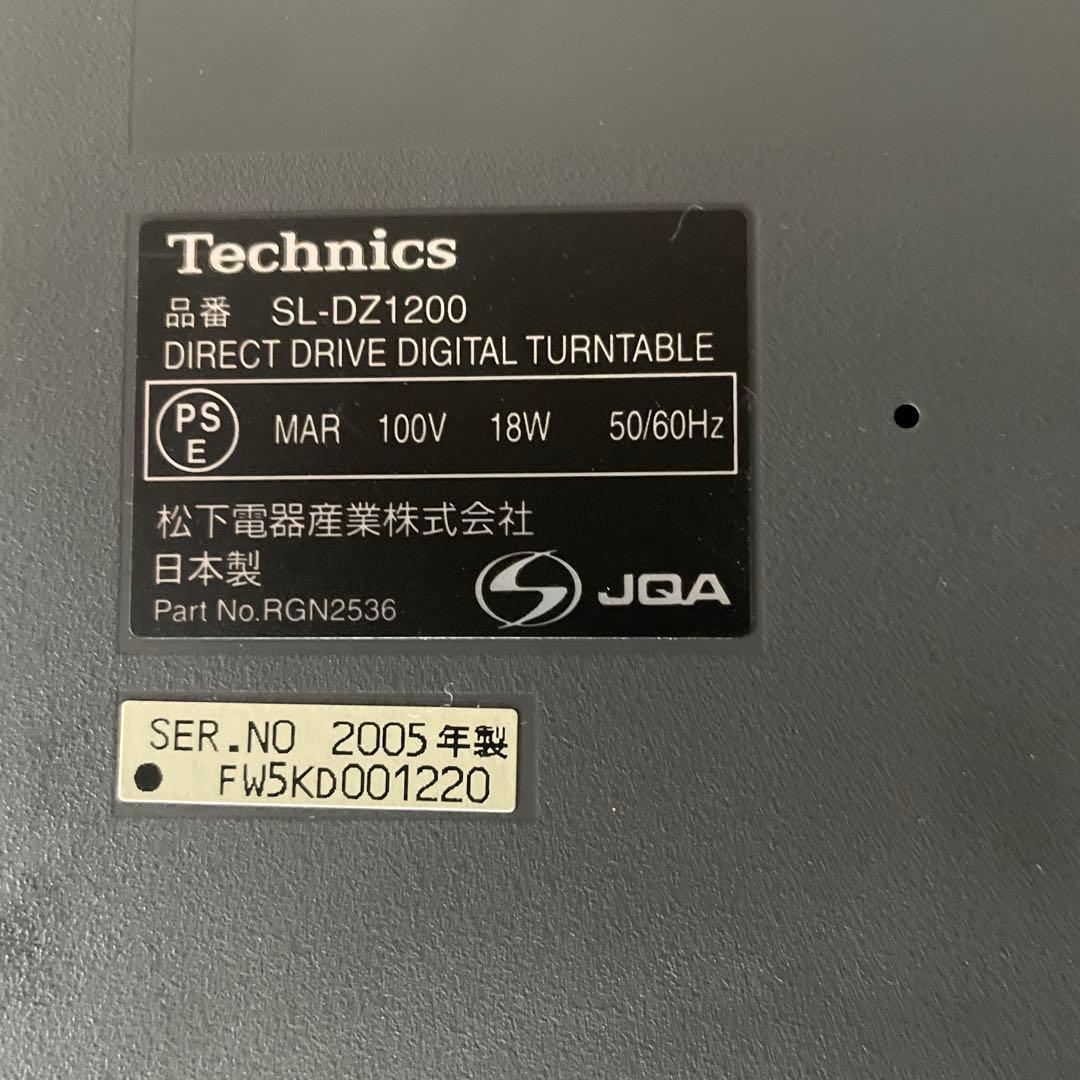 Technics
品番 SL-DZ1200
DIRECT DRIVE DIGITAL TURNTABLE
PS E MAR 100V 18W 50/60Hz
松下電器産業株式会社
日本製
Part No.RGN2536
S JQA
SER.NO 2005年製
FW5KD001220